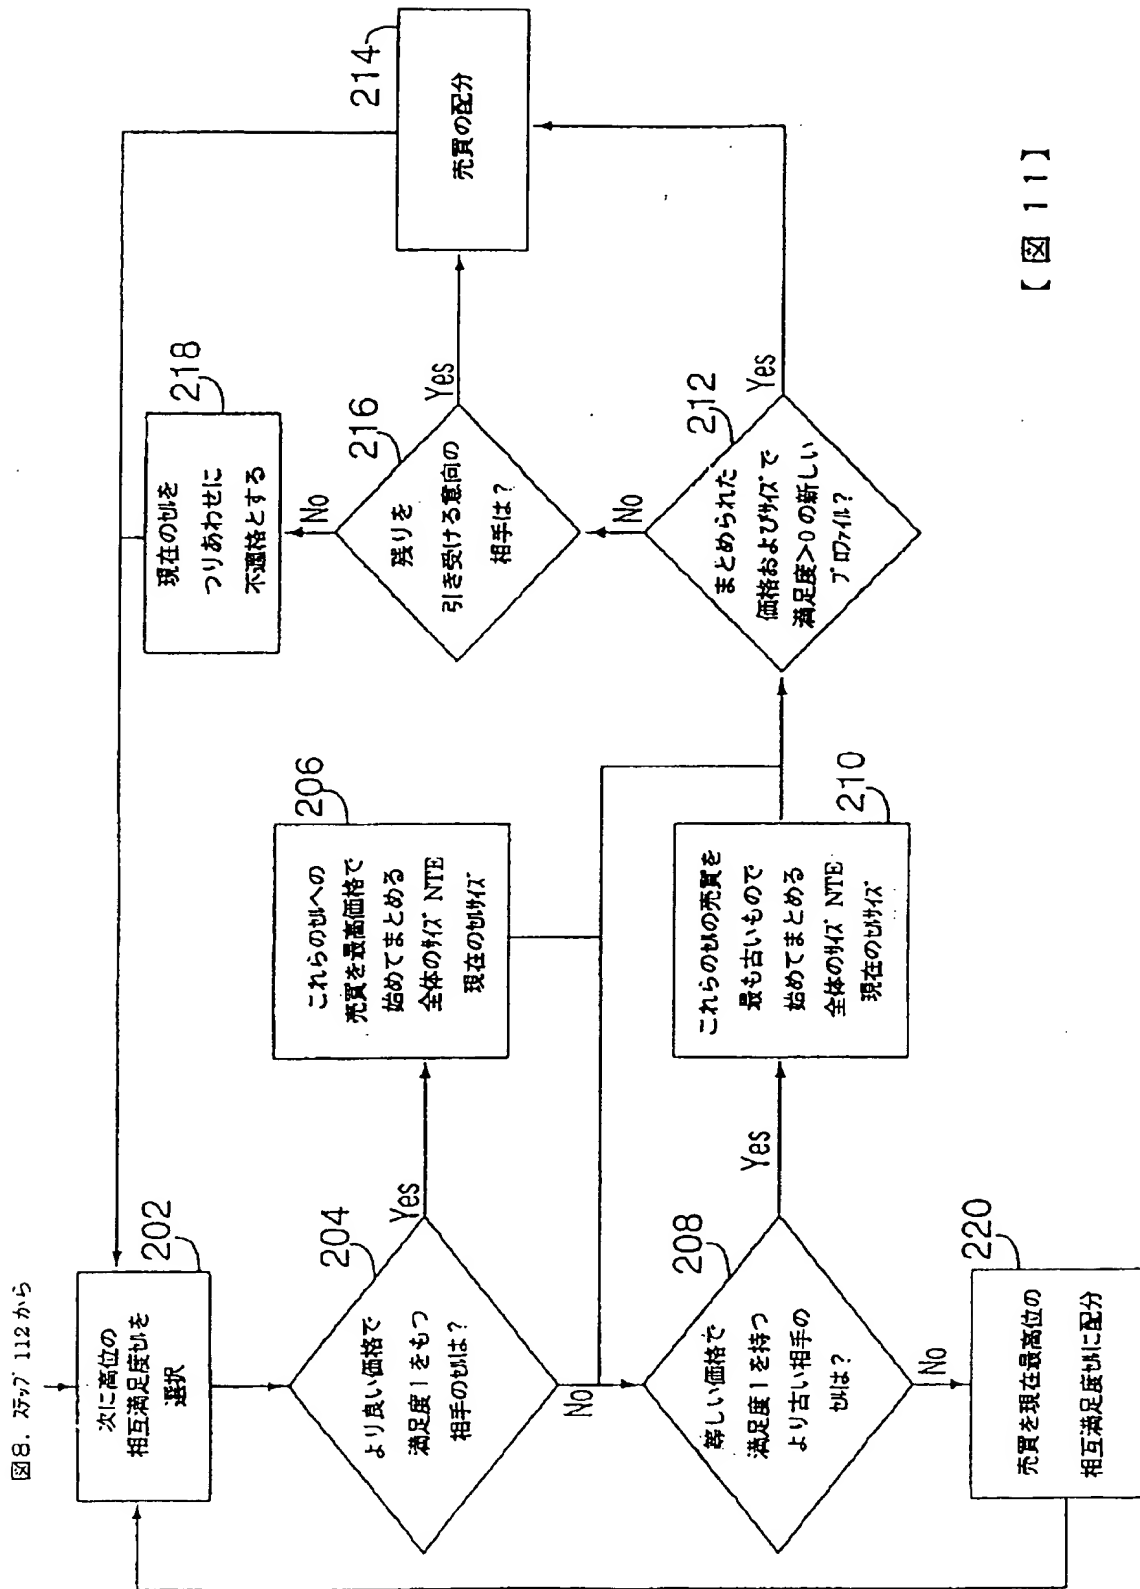 図8. ステップ 112 から
202
次に高位の
相互満足度セルを
選択
204
より良い価格で
満足度1をもつ
相手のセルは?
Yes
No
206
これらのセルへの
売買を最高価格で
始めてまとめる
全体のサイズ NTE
現在のセルサイズ
208
等しい価格で
満足度1を持つ
より古い相手の
セルは?
Yes
No
210
これらのセルの売買を
最も古いもので
始めてまとめる
全体のサイズ NTE
現在のセルサイズ
220
売買を現在最高位の
相互満足度セルに配分
212
まとめられた
価格およびサイズで
満足度>0の新しい
プロファイル?
Yes
No
216
残りを
引き受ける意向の
相手は?
Yes
No
218
現在のセルを
つりあわせに
不適格とする
214
売買の配分
【図11】